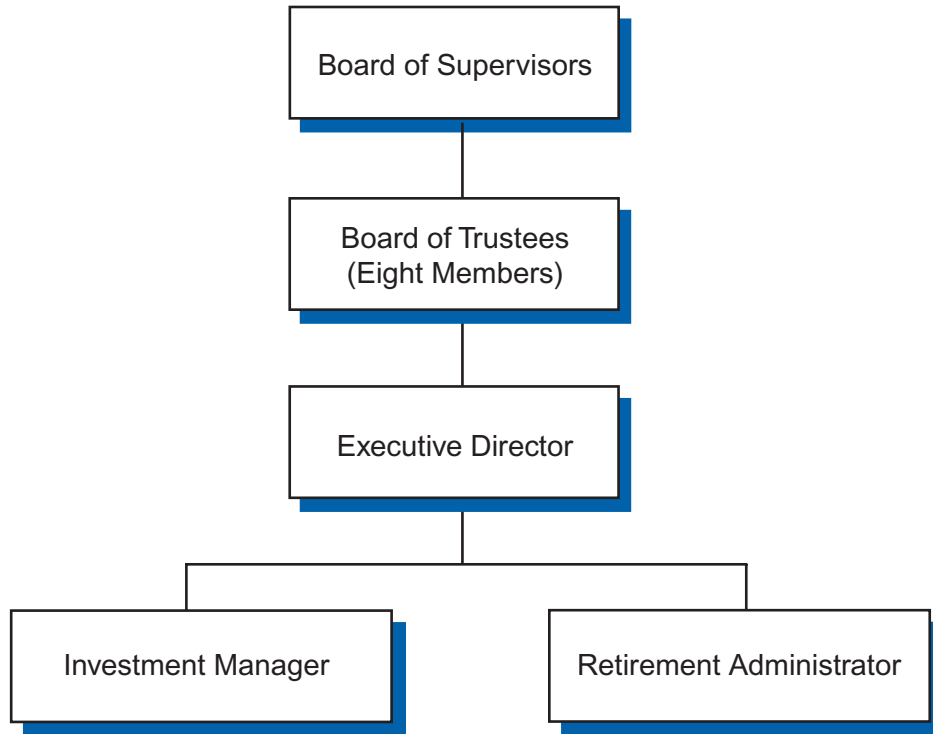 Board of Supervisors
Board of Trustees
(Eight Members)
Executive Director
Investment Manager
Retirement Administrator